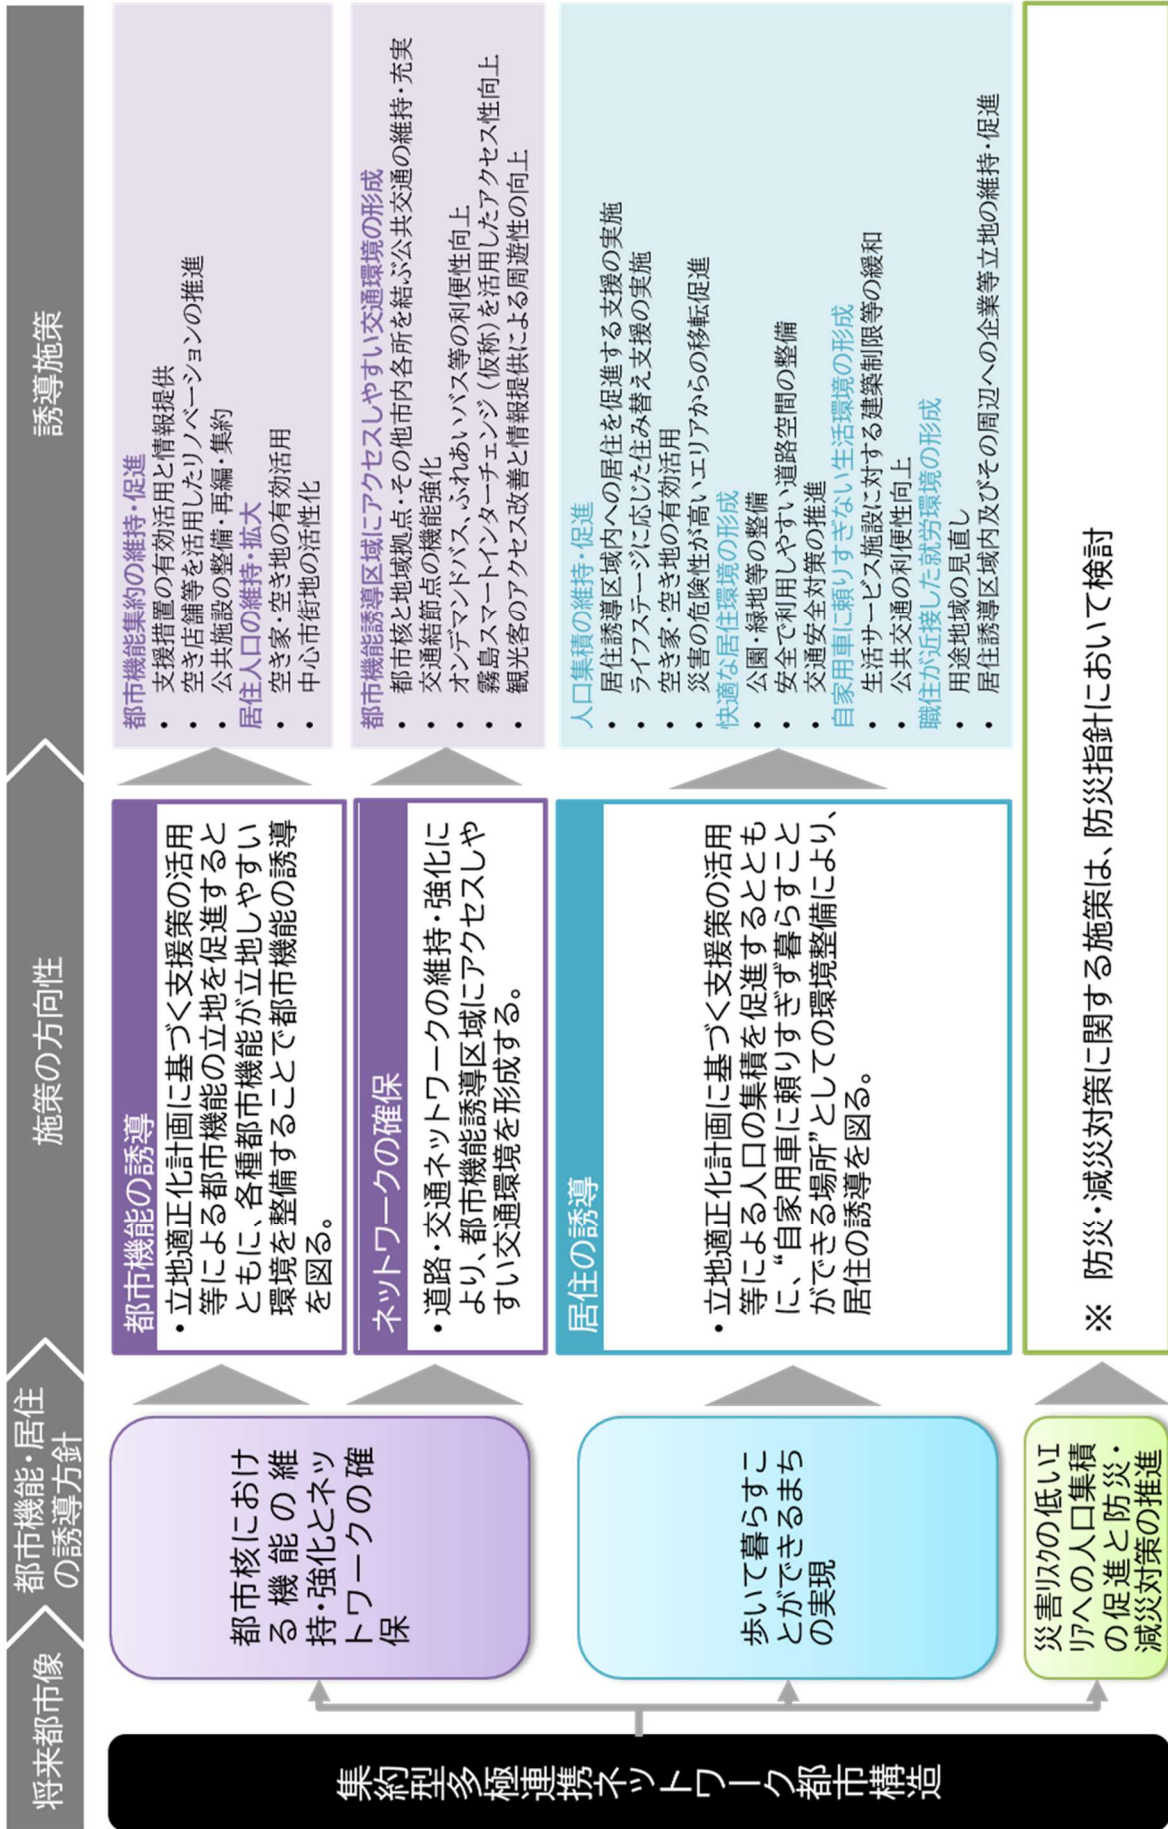 将来都市像
都市機能・居住
の誘導方針
施策の方向性
誘導施策
集約型多極連携ネットワーク都市構造
都市核におけ
る機能の維
持・強化とネッ
トワークの確
保
都市機能の誘導
・立地適正化計画に基づく支援策の活用
等による都市機能の立地を促進すると
ともに、各種都市機能が立地しやすい
環境を整備することで都市機能の誘導
を図る。
都市機能集約の維持・促進
• 支援措置の有効活用と情報提供
• 空き店舗等を活用したリノベーションの推進
• 公共施設の整備・再編・集約
居住人口の維持・拡大
• 空き家・空き地の有効活用
• 中心市街地の活性化
ネットワークの確保
・道路・交通ネットワークの維持・強化に
より、都市機能誘導区域にアクセスしや
すい交通環境を形成する。
都市機能誘導区域にアクセスしやすい交通環境の形成
• 都市核と地域拠点・その他市内各所を結ぶ公共交通の維持・充実
• 交通結節点の機能強化
• オンデマンドバス、ふれあいバス等の利便性向上
• 霧島スマートインターチェンジ（仮称）を活用したアクセス性向上
• 観光客のアクセス改善と情報提供による周遊性の向上
歩いて暮らすこ
とができるまち
の実現
居住の誘導
・立地適正化計画に基づく支援策の活用
等による人口の集積を促進するととも
に、“自家用車に頼りすぎず暮らすこと
ができる場所”としての環境整備により、
居住の誘導を図る。
人口集積の維持・促進
• 居住誘導区域内への居住を促進する支援の実施
• ライフステージに応じた住み替え支援の実施
• 空き家・空き地の有効活用
• 災害の危険性が高いエリアからの移転促進
快適な居住環境の形成
• 公園・緑地等の整備
• 安全で利用しやすい道路空間の整備
• 交通安全対策の推進
自家用車に頼りすぎない生活環境の形成
• 生活サービス施設に対する建築制限等の緩和
• 公共交通の利便性向上
職住が近接した就労環境の形成
• 用途地域の見直し
• 居住誘導区域内及びその周辺への企業等立地の維持・促進
災害リスクの低いエ
リアへの人口集積
の促進と防災・
減災対策の推進
※ 防災・減災対策に関する施策は、防災指針において検討